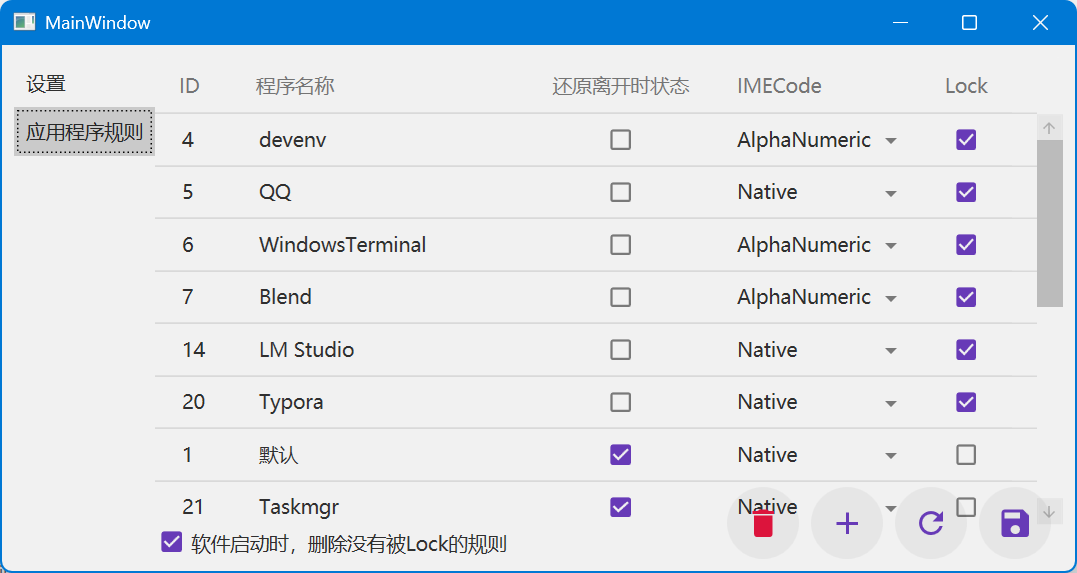 MainWindow
设置
应用程序规则
ID 程序名称 还原离开时状态 IMECode Lock
4 devenv AlphaNumeric
5 QQ Native
6 WindowsTerminal AlphaNumeric
7 Blend AlphaNumeric
14 LM Studio Native
20 Typora Native
1 默认 Native
21 Taskmgr Native
软件启动时，删除没有被Lock的规则